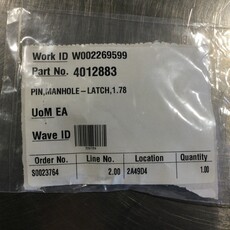 Work ID W002269599
Part No. 4012883
PIN,MANHOLE-LATCH,1.78
UoM EA
Wave ID
Order No. Line No. Location Quantity
S0023764 2.00 2A49D4 1.00